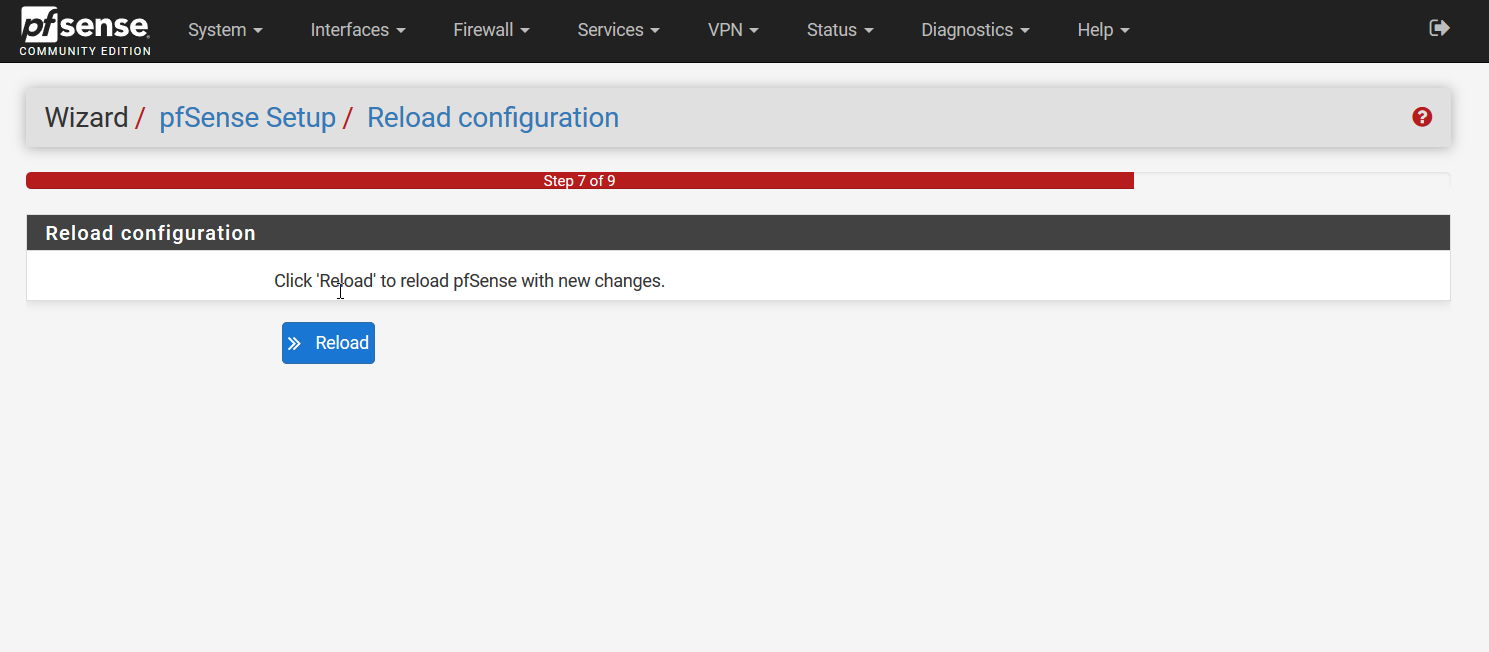 pfsense
COMMUNITY EDITION
System Interfaces Firewall Services VPN Status Diagnostics Help
Wizard / pfSense Setup / Reload configuration
Step 7 of 9
Reload configuration
Click 'Reload' to reload pfSense with new changes.
Reload